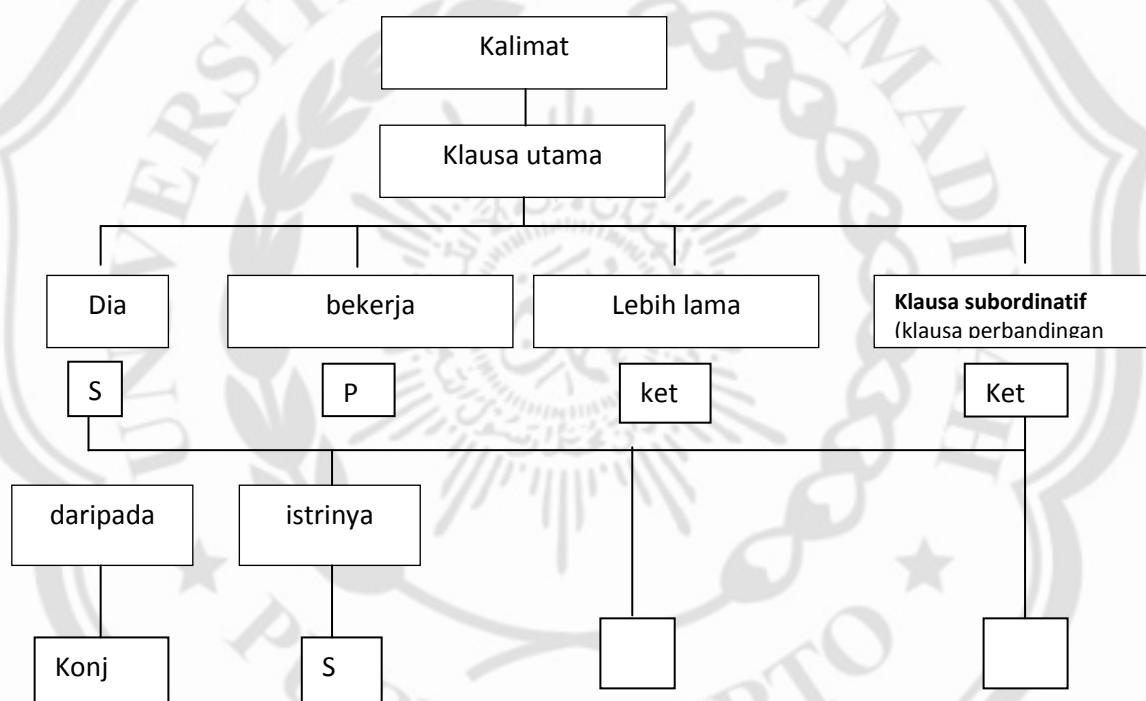 Kalimat
Klausa utama
Dia
bekerja
Lebih lama
Klausa subordinatif
(klausa perbandingan
S
P
ket
Ket
daripada
istrinya
Konj
S